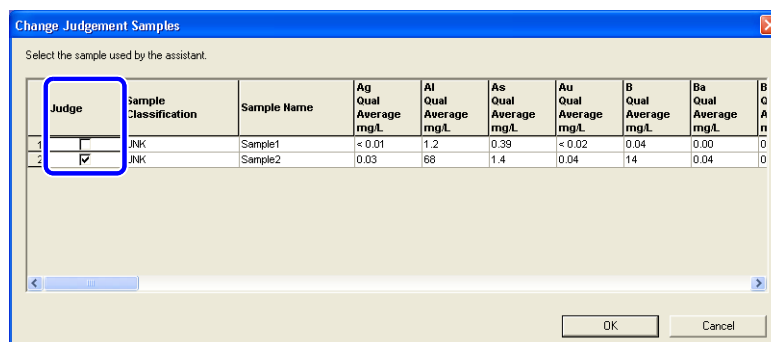 Change Judgement Samples
Select the sample used by the assistant.
Judge Sample Classification Sample Name Ag Qual Average mg/L Al Qual Average mg/L As Qual Average mg/L Au Qual Average mg/L B Qual Average mg/L Ba Qual Average mg/L
1 UNK Sample1 < 0.01 1.2 0.39 < 0.02 0.04 0.00 0
2 UNK Sample2 0.03 68 1.4 0.04 14 0.04 0
OK Cancel